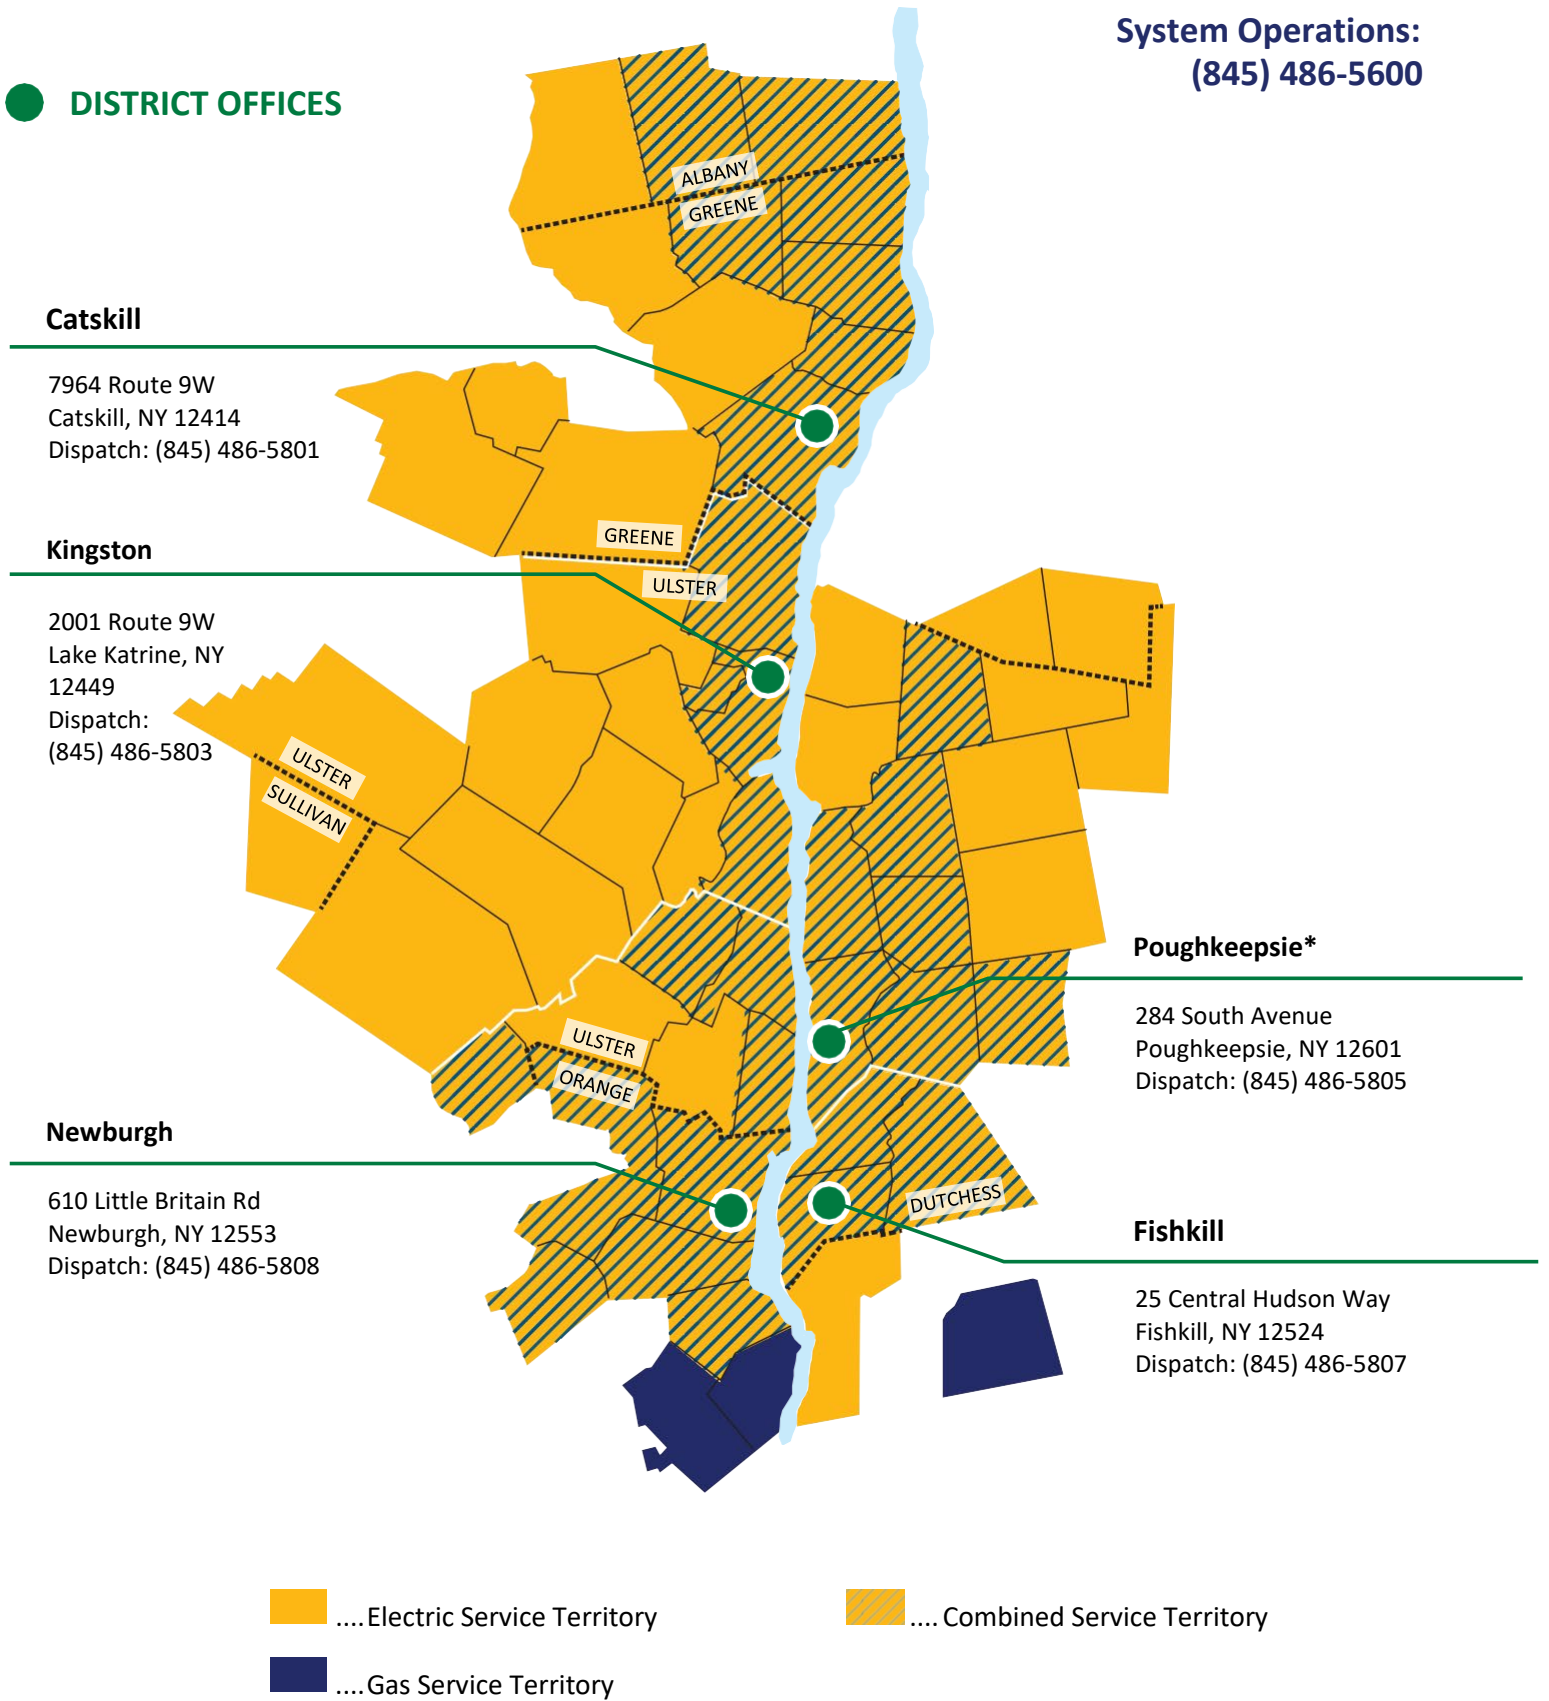 System Operations:
(845) 486-5600
DISTRICT OFFICES
ALBANY
GREENE
Catskill
7964 Route 9W
Catskill, NY 12414
Dispatch: (845) 486-5801
GREENE
ULSTER
Kingston
2001 Route 9W
Lake Katrine, NY
12449
Dispatch:
(845) 486-5803
ULSTER
SULLIVAN
Poughkeepsie*
284 South Avenue
Poughkeepsie, NY 12601
Dispatch: (845) 486-5805
ULSTER
ORANGE
Newburgh
610 Little Britain Rd
Newburgh, NY 12553
Dispatch: (845) 486-5808
DUTCHESS
Fishkill
25 Central Hudson Way
Fishkill, NY 12524
Dispatch: (845) 486-5807
....Electric Service Territory
.... Combined Service Territory
....Gas Service Territory